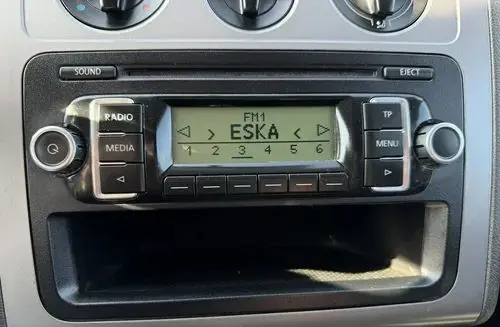 SOUND
EJECT
RADIO
MEDIA
FM1
ESKA
1 2 3 4 5 6
TP
MENU